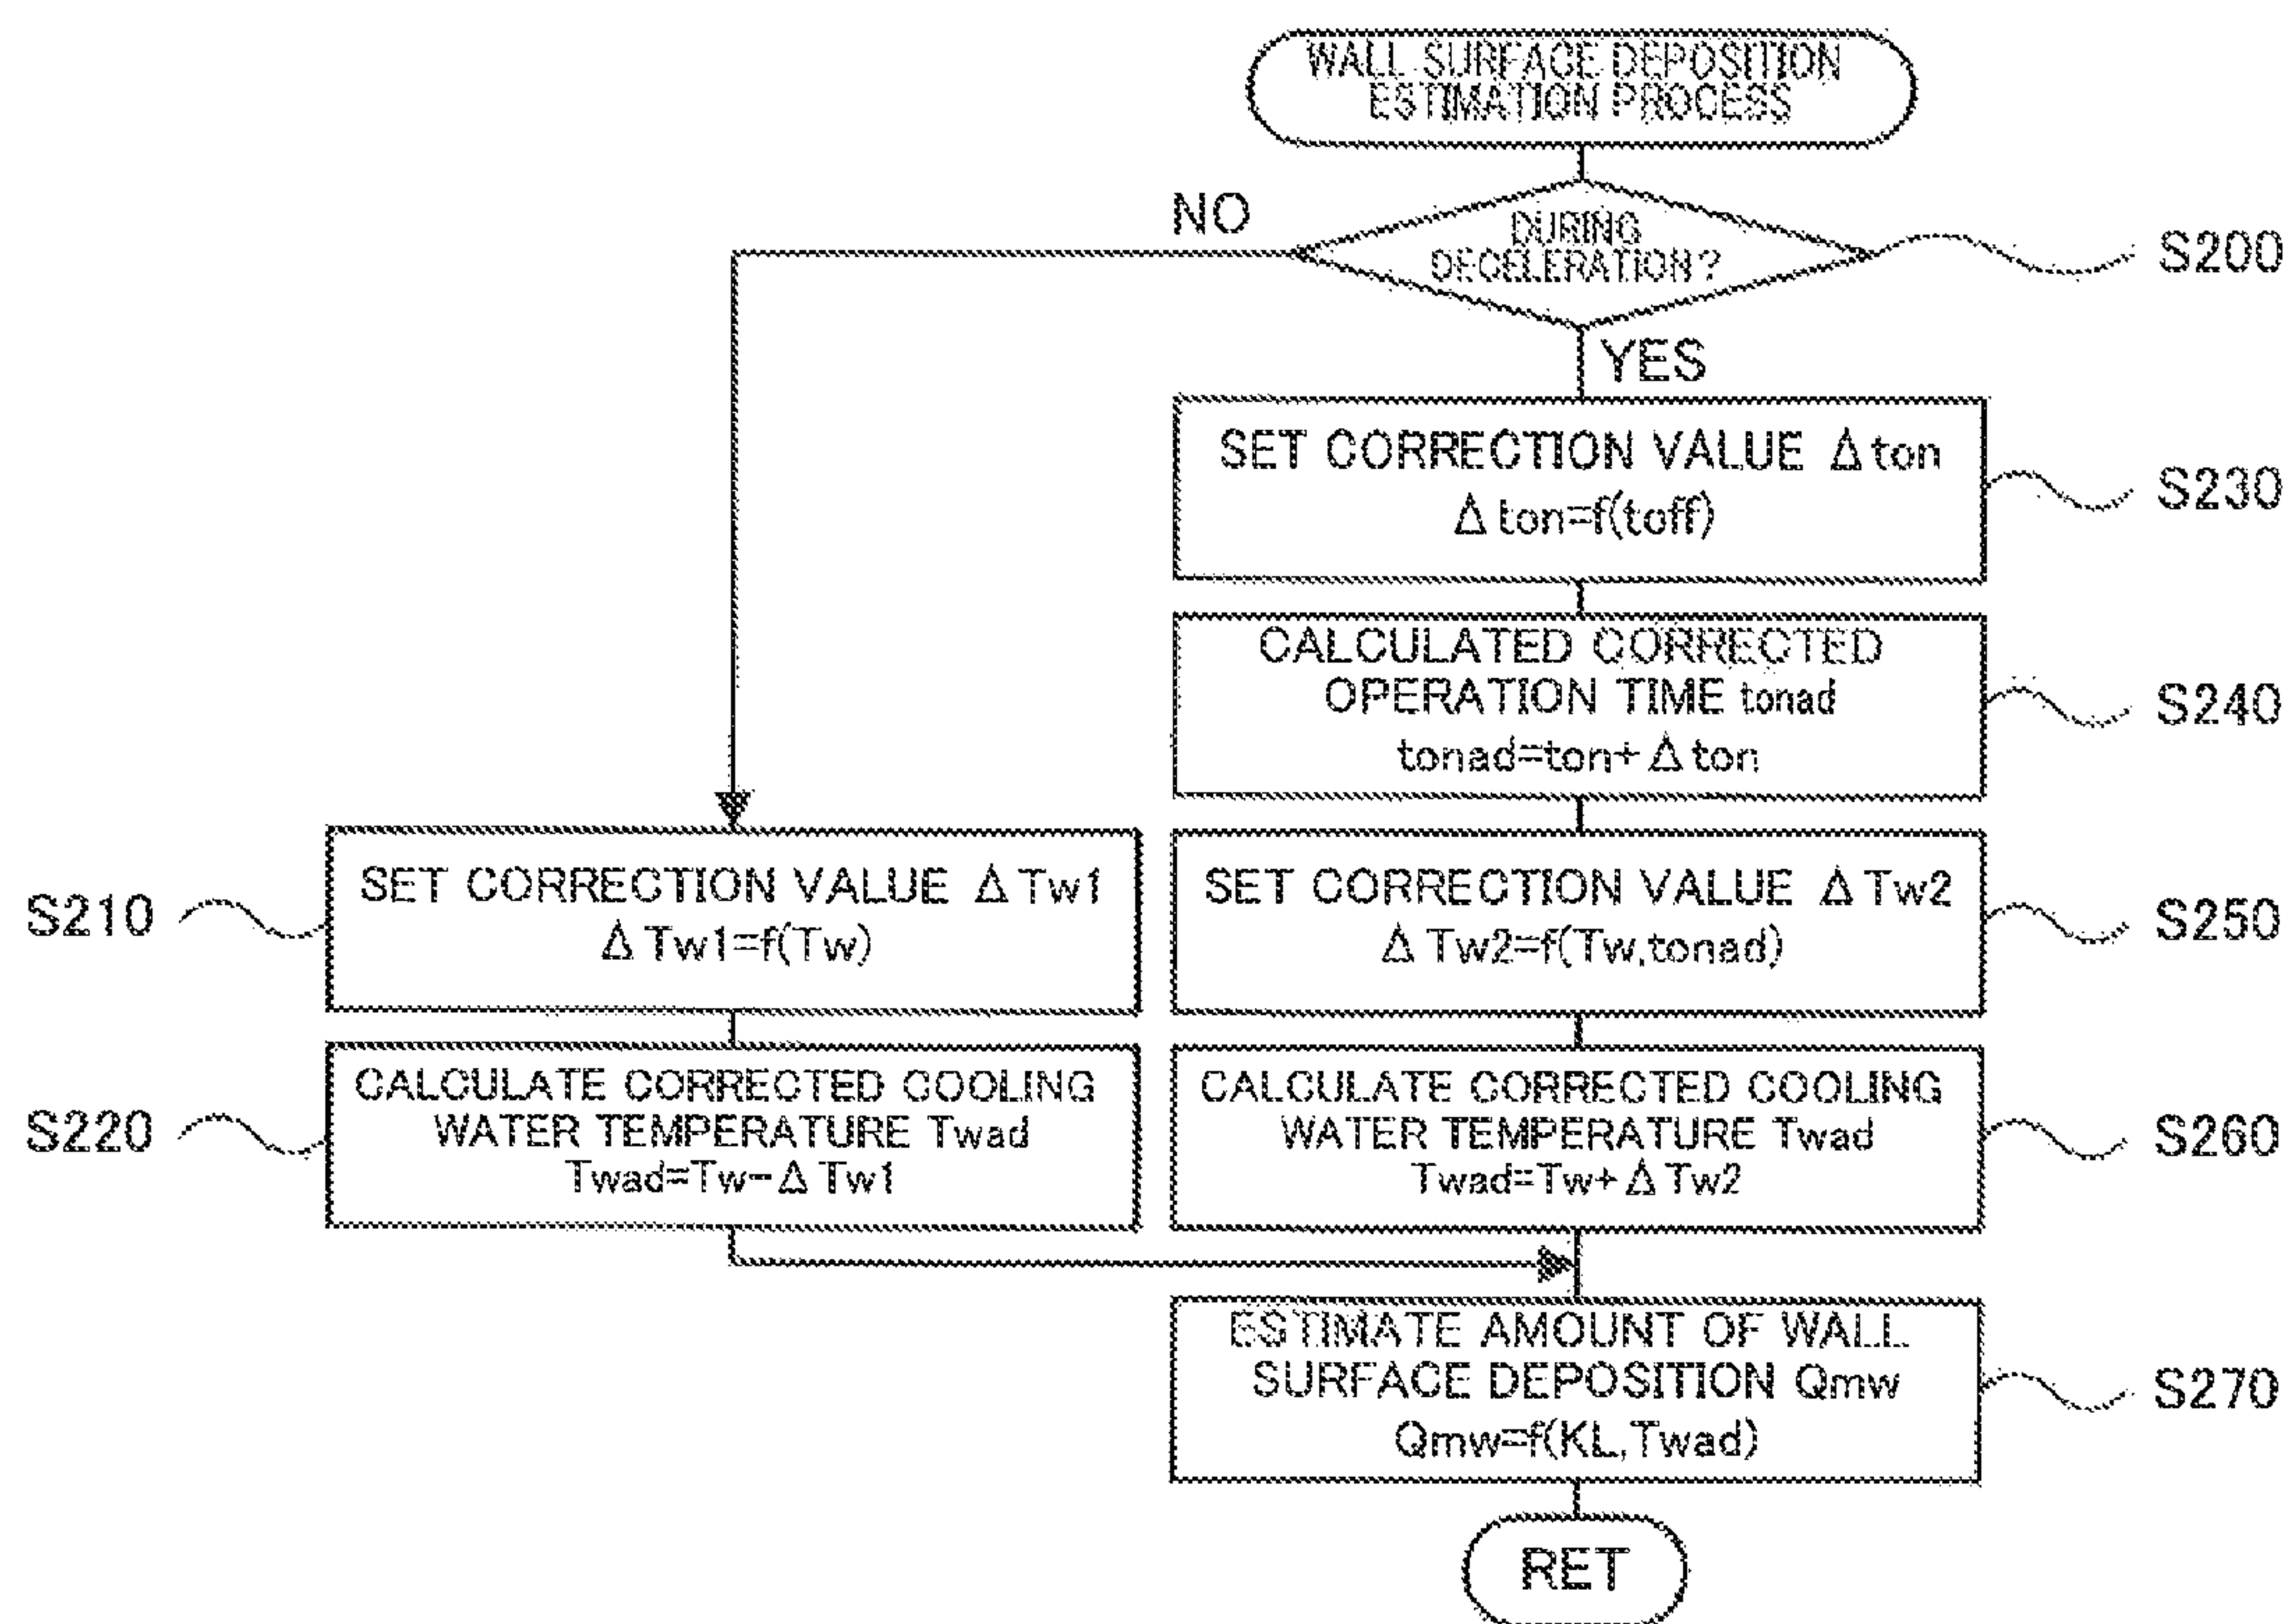 WALL SURFACE DEPOSITION
ESTIMATION PROCESS
NO
DURING
DECELERATION?
S200
YES
SET CORRECTION VALUE Δton
Δton=f(toff)
S230
CALCULATED CORRECTED
OPERATION TIME tonad
tonad=ton+Δton
S240
S210
SET CORRECTION VALUE ΔTw1
ΔTw1=f(Tw)
SET CORRECTION VALUE ΔTw2
ΔTw2=f(Tw,tonad)
S250
S220
CALCULATE CORRECTED COOLING
WATER TEMPERATURE Twad
Twad=Tw-ΔTw1
CALCULATE CORRECTED COOLING
WATER TEMPERATURE Twad
Twad=Tw+ΔTw2
S260
ESTIMATE AMOUNT OF WALL
SURFACE DEPOSITION Qmw
Qmw=f(KL,Twad)
S270
RET